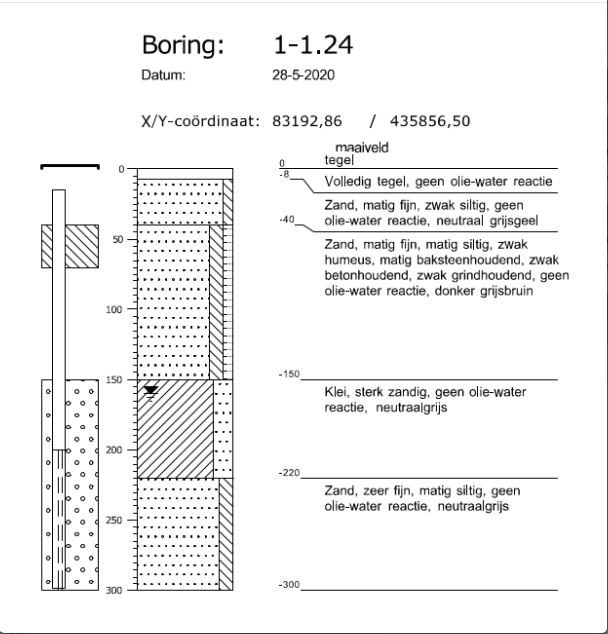 Boring: 1-1.24
Datum: 28-5-2020
X/Y-coördinaat: 83192,86 / 435856,50
maaiveld
0 0 tegel
-8 Volledig tegel, geen olie-water reactie
Zand, matig fijn, zwak siltig, geen
olie-water reactie, neutraal grijsgeel
-40
50 Zand, matig fijn, matig siltig, zwak
humeus, matig baksteenhoudend, zwak
betonhoudend, zwak grindhoudend, geen
olie-water reactie, donker grijsbruin
100
150 -150
Klei, sterk zandig, geen olie-water
reactie, neutraalgrijs
200
-220
Zand, zeer fijn, matig siltig, geen
olie-water reactie, neutraalgrijs
250
300 -300